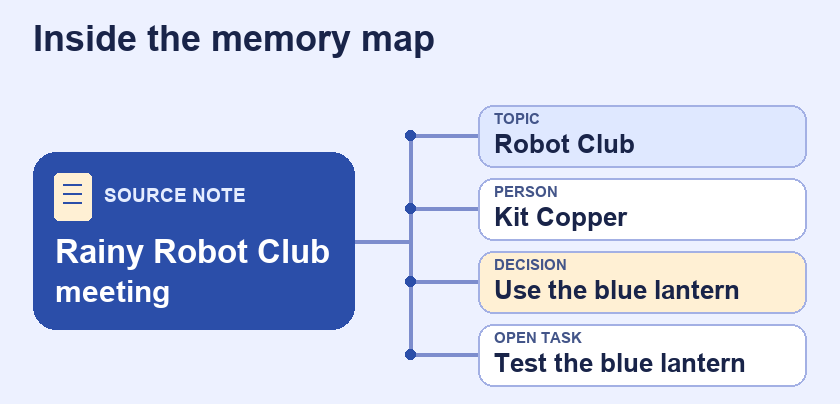 Inside the memory map
SOURCE NOTE
Rainy Robot Club
meeting
TOPIC
Robot Club
PERSON
Kit Copper
DECISION
Use the blue lantern
OPEN TASK
Test the blue lantern